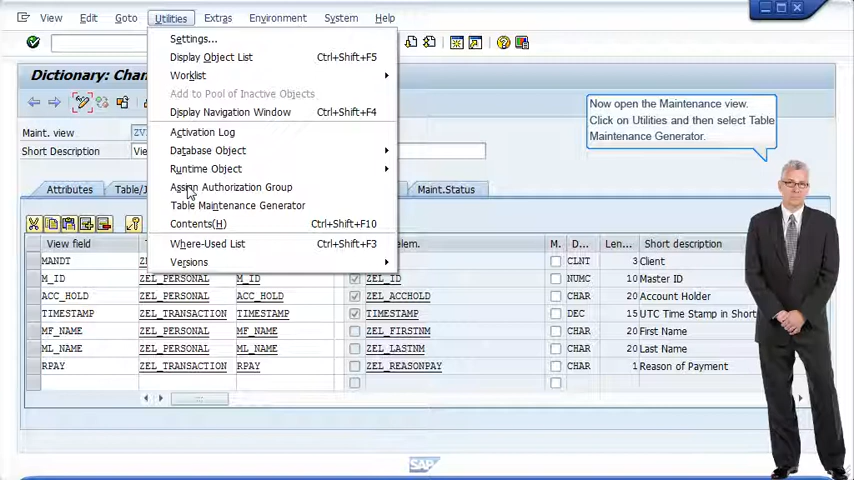 View Edit Goto Utilities Extras Environment System Help
Settings...
Display Object List Ctrl+Shift+F5
Worklist
Add to Pool of Inactive Objects
Display Navigation Window Ctrl+Shift+F4
Activation Log
Database Object
Runtime Object
Assign Authorization Group
Table Maintenance Generator
Contents(H) Ctrl+Shift+F10
Where-Used List Ctrl+Shift+F3
Versions
Now open the Maintenance view.
Click on Utilities and then select Table
Maintenance Generator.
Dictionary:
Maint. view
Short Description
Attributes Maint.Status
View field M. D... Len... Short description
MANDT CLNT 3 Client
M_ID ZEL_PERSONAL M_ID ZEL_ID NUMC 10 Master ID
ACC_HOLD ZEL_PERSONAL ACC_HOLD ZEL_ACCHOLD CHAR 20 Account Holder
TIMESTAMP ZEL_TRANSACTION TIMESTAMP TIMESTAMP DEC 15 UTC Time Stamp in Short
MF_NAME ZEL_PERSONAL MF_NAME ZEL_FIRSTNM CHAR 20 First Name
ML_NAME ZEL_PERSONAL ML_NAME ZEL_LASTNM CHAR 20 Last Name
RPAY ZEL_TRANSACTION RPAY ZEL_REASONPAY CHAR 1 Reason of Payment
SAP